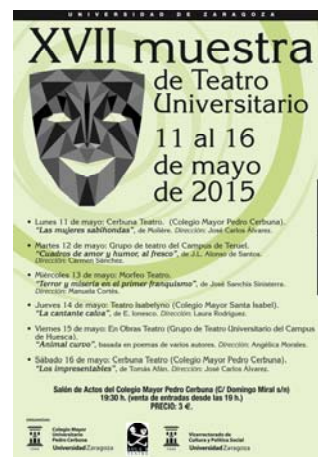 UNIVERSIDAD DE ZARAGOZA
XVII muestra
de Teatro
Universitario
11 al 16
de mayo
de 2015
• Lunes 11 de mayo: Cerbuna Teatro. (Colegio Mayor Pedro Cerbuna).
"Las mujeres sabihondas", de Molière. Dirección: José Carlos Álvarez.
• Martes 12 de mayo: Grupo de teatro del Campus de Teruel.
"Cuadros de amor y humor, al fresco", de J.L. Alonso de Santos.
Dirección: Carmen Sánchez.
• Miércoles 13 de mayo: Morfeo Teatro.
"Terror y miseria en el primer franquismo", de José Sanchis Sinisterra.
Dirección: Manuela Cortés.
• Jueves 14 de mayo: Teatro Isabelyno (Colegio Mayor Santa Isabel).
"La cantante calva", de E. Ionesco. Dirección: Laura Rodríguez.
• Viernes 15 de mayo: En Obras Teatro (Grupo de Teatro Universitario del Campus
de Huesca).
"Animal curvo", basada en poemas de varios autores. Dirección: Angélica Morales.
• Sábado 16 de mayo: Cerbuna Teatro (Colegio Mayor Pedro Cerbuna).
"Los impresentables", de Tomás Afán. Dirección: José Carlos Álvarez.
Salón de Actos del Colegio Mayor Pedro Cerbuna (C/ Domingo Miral s/n)
19:30 h. (venta de entradas desde las 19 h.)
PRECIO: 3 €.
Colegio Mayor
Universitario
Pedro Cerbuna
Universidad Zaragoza
TEATRO
Vicerrectorado de
Cultura y Política Social
Universidad Zaragoza